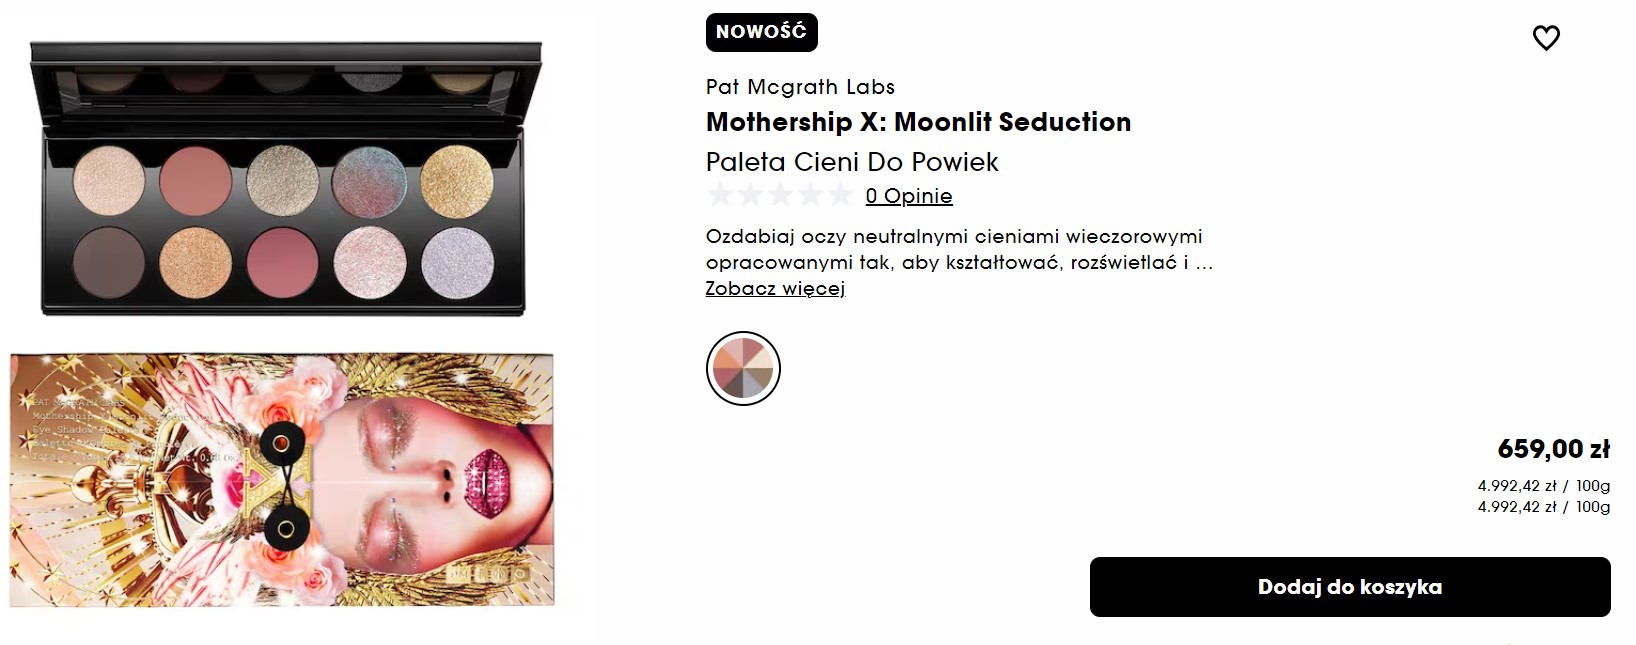 NOWOŚĆ
Pat Mcgrath Labs
Mothership X: Moonlit Seduction
Paleta Cieni Do Powiek
0 Opinie
Ozdabiaj oczy neutralnymi cieniami wieczorowymi
opracowanymi tak, aby kształtować, rozświetlać i ...
Zobacz więcej
659,00 zł
4.992,42 zł / 100g
4.992,42 zł / 100g
Dodaj do koszyka